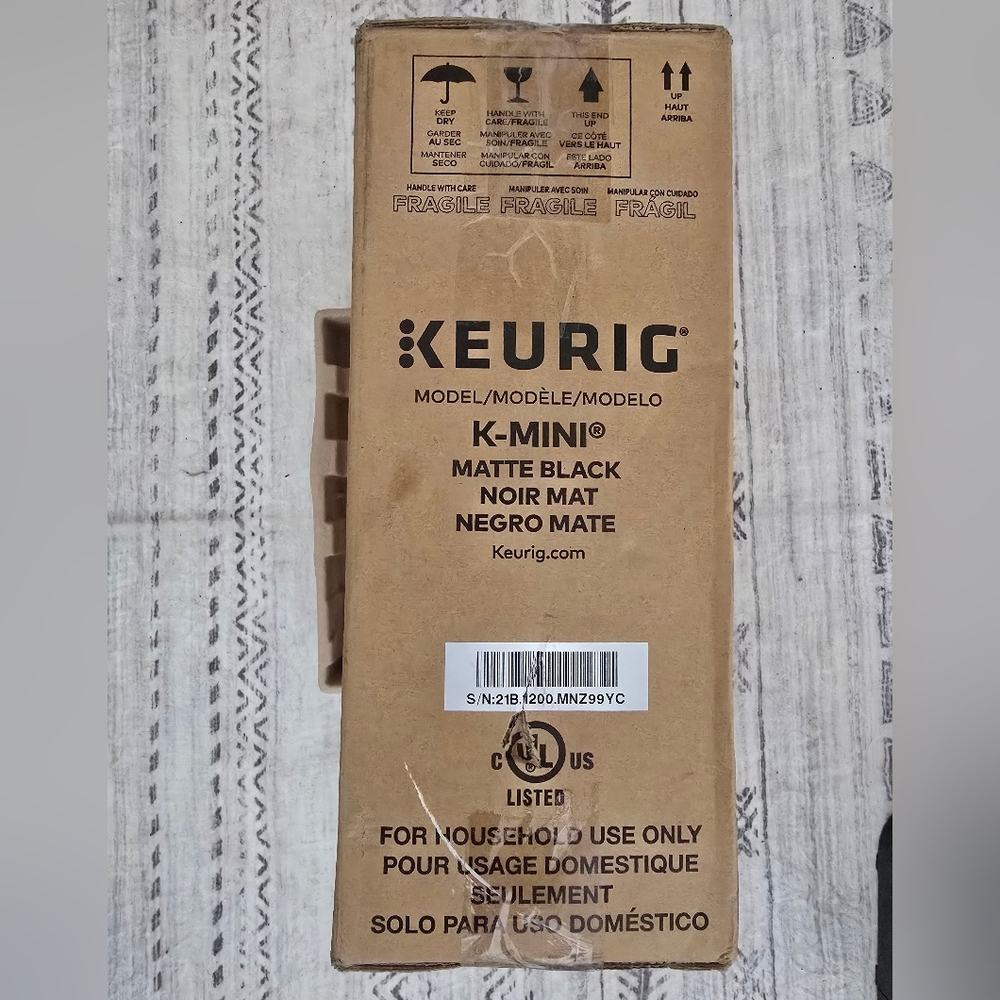 KEEP DRY
GARDER AU SEC
MANTENER SECO
HANDLE WITH CARE/FRAGILE
MANIPULER AVEC SOIN/FRAGILE
MANIPULAR CON CUIDADO/FRAGIL
THIS END UP
CE CÔTÉ VERS LE HAUT
ESTE LADO ARRIBA
UP
HAUT
ARRIBA
HANDLE WITH CARE
FRAGILE
MANIPULER AVEC SOIN
FRAGILE
MANIPULAR CON CUIDADO
FRÁGIL
KEURIG®
MODEL/MODÈLE/MODELO
K-MINI®
MATTE BLACK
NOIR MAT
NEGRO MATE
Keurig.com
S/N:21B.1200.MNZ99YC
C UL® US
LISTED
FOR HOUSEHOLD USE ONLY
POUR USAGE DOMESTIQUE
SEULEMENT
SOLO PARA USO DOMÉSTICO